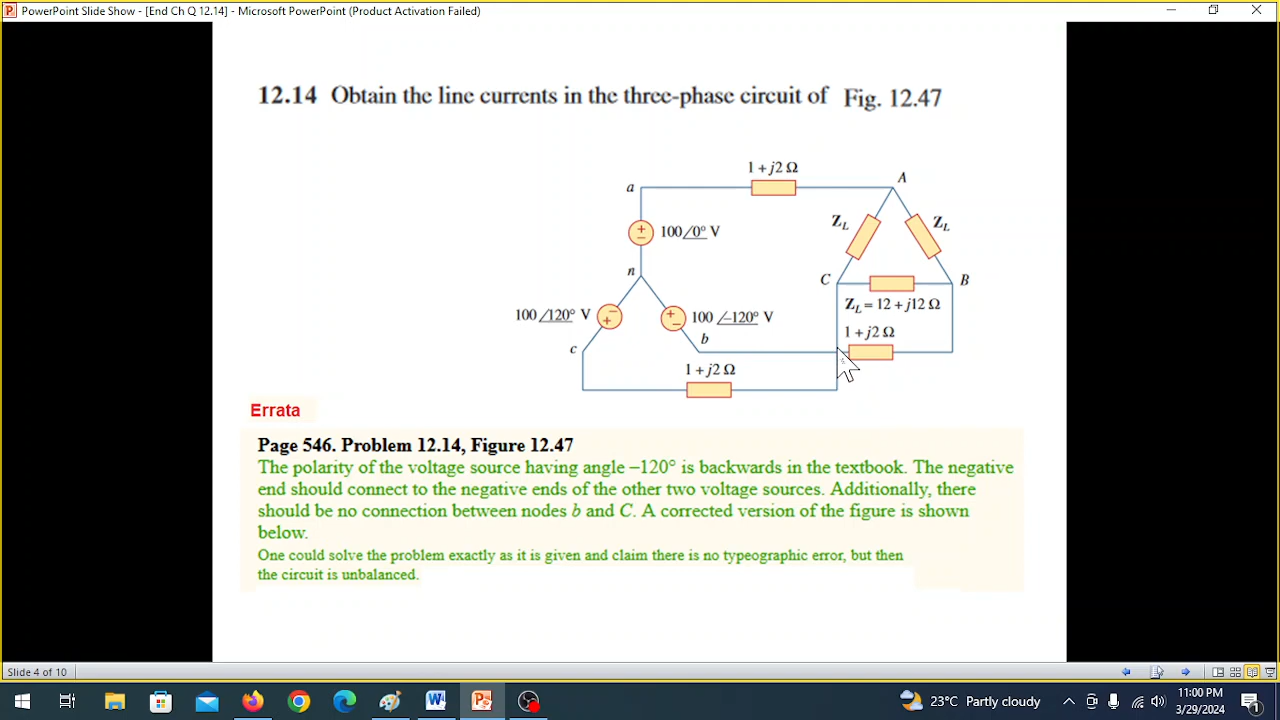 PowerPoint Slide Show - [End Ch Q 12.14] - Microsoft PowerPoint (Product Activation Failed)
12.14 Obtain the line currents in the three-phase circuit of Fig. 12.47
1 + j2 Ω
a
A
100/0° V
Z_L
Z_L
n
C
B
Z_L = 12 + j12 Ω
100/120° V
100/–120° V
1 + j2 Ω
b
c
1 + j2 Ω
Errata
Page 546. Problem 12.14, Figure 12.47
The polarity of the voltage source having angle –120° is backwards in the textbook. The negative
end should connect to the negative ends of the other two voltage sources. Additionally, there
should be no connection between nodes b and C. A corrected version of the figure is shown
below.
One could solve the problem exactly as it is given and claim there is no typeographic error, but then
the circuit is unbalanced.
Slide 4 of 10
23°C Partly cloudy
11:00 PM
3/29/2024
1